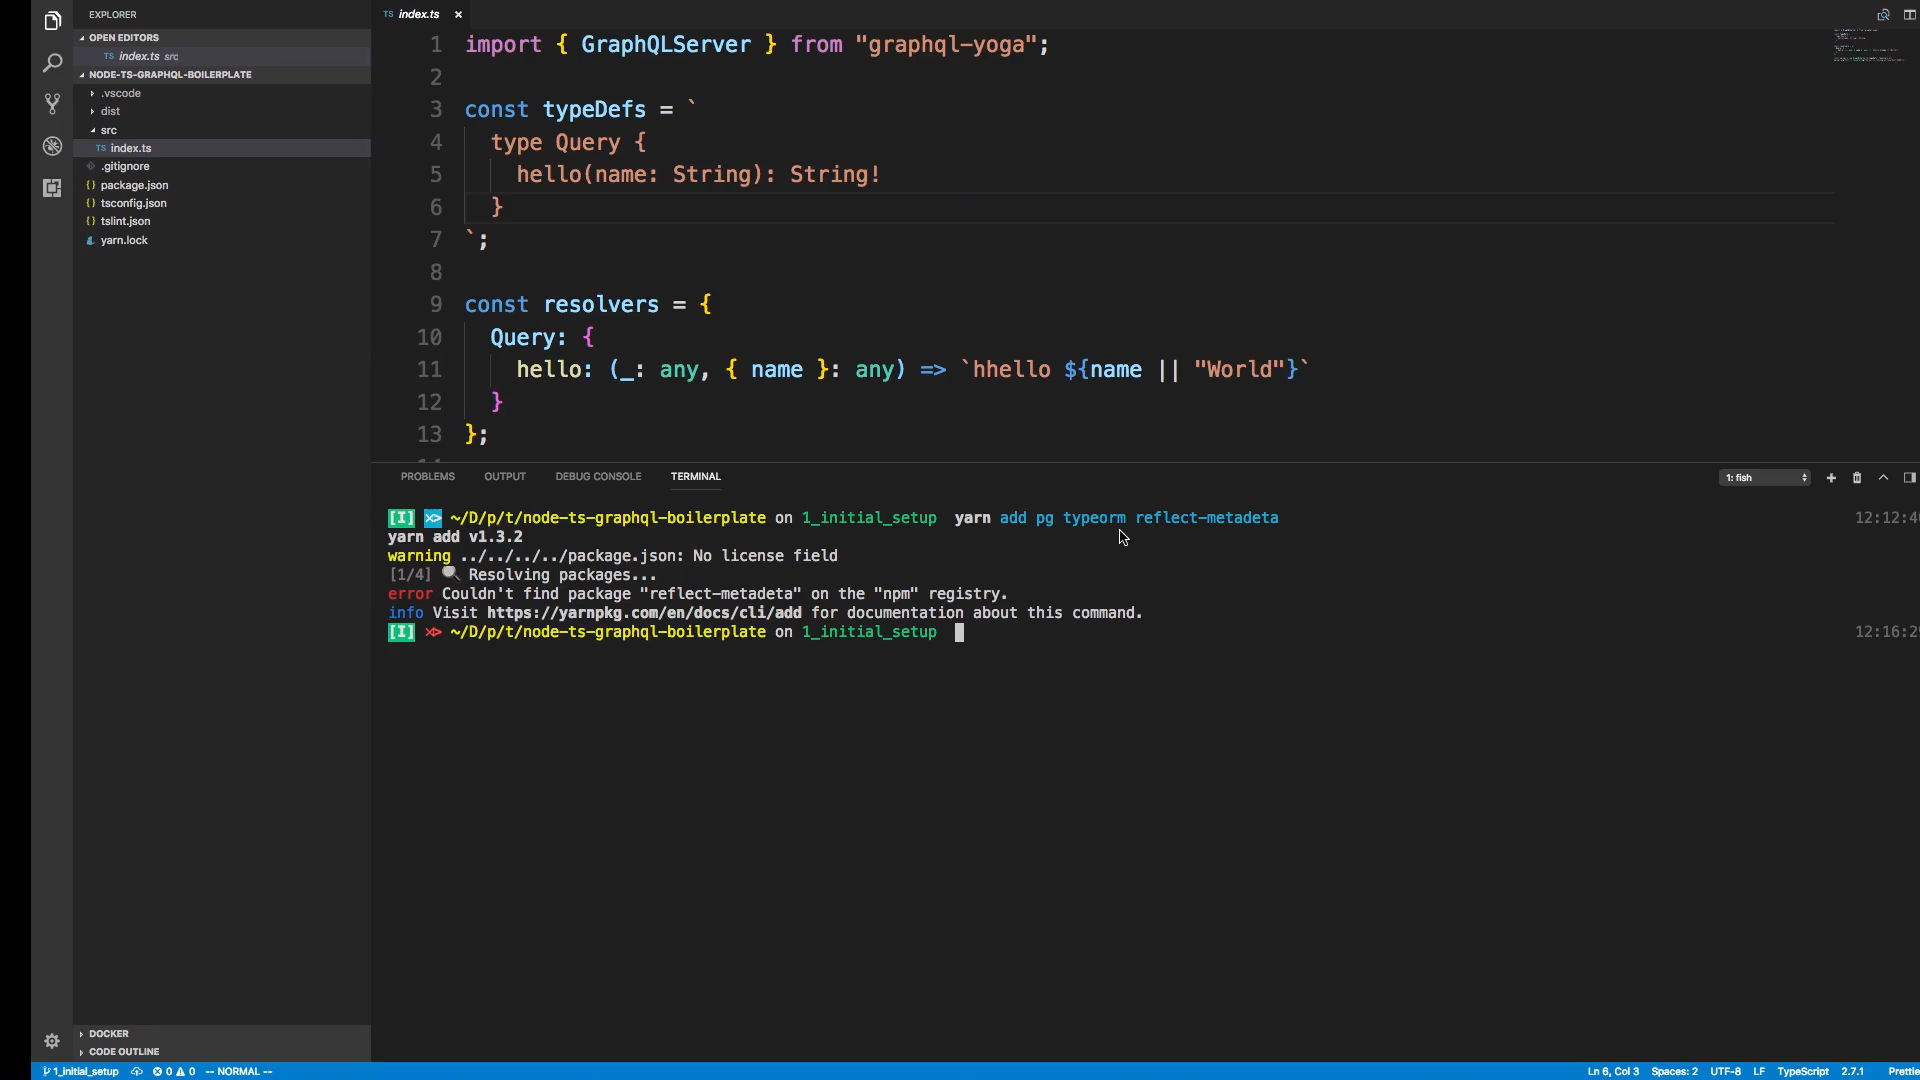 EXPLORER
OPEN EDITORS
TS index.ts src
NODE-TS-GRAPHQL-BOILERPLATE
.vscode
dist
src
TS index.ts
.gitignore
{} package.json
{} tsconfig.json
{} tslint.json
yarn.lock
DOCKER
CODE OUTLINE
TS index.ts ×
1 import { GraphQLServer } from "graphql-yoga";
2
3 const typeDefs = `
4 type Query {
5 hello(name: String): String!
6 }
7 `;
8
9 const resolvers = {
10 Query: {
11 hello: (_: any, { name }: any) => `hhello ${name || "World"}`
12 }
13 };
PROBLEMS OUTPUT DEBUG CONSOLE TERMINAL 1: fish
[I] ~/D/p/t/node-ts-graphql-boilerplate on 1_initial_setup yarn add pg typeorm reflect-metadeta 12:12:4
yarn add v1.3.2
warning ../../../../package.json: No license field
[1/4] Resolving packages...
error Couldn't find package "reflect-metadeta" on the "npm" registry.
info Visit https://yarnpkg.com/en/docs/cli/add for documentation about this command.
[I] ~/D/p/t/node-ts-graphql-boilerplate on 1_initial_setup 12:16:2
1_initial_setup 0 0 -- NORMAL -- Ln 6, Col 3 Spaces: 2 UTF-8 LF TypeScript 2.7.1 Prettie